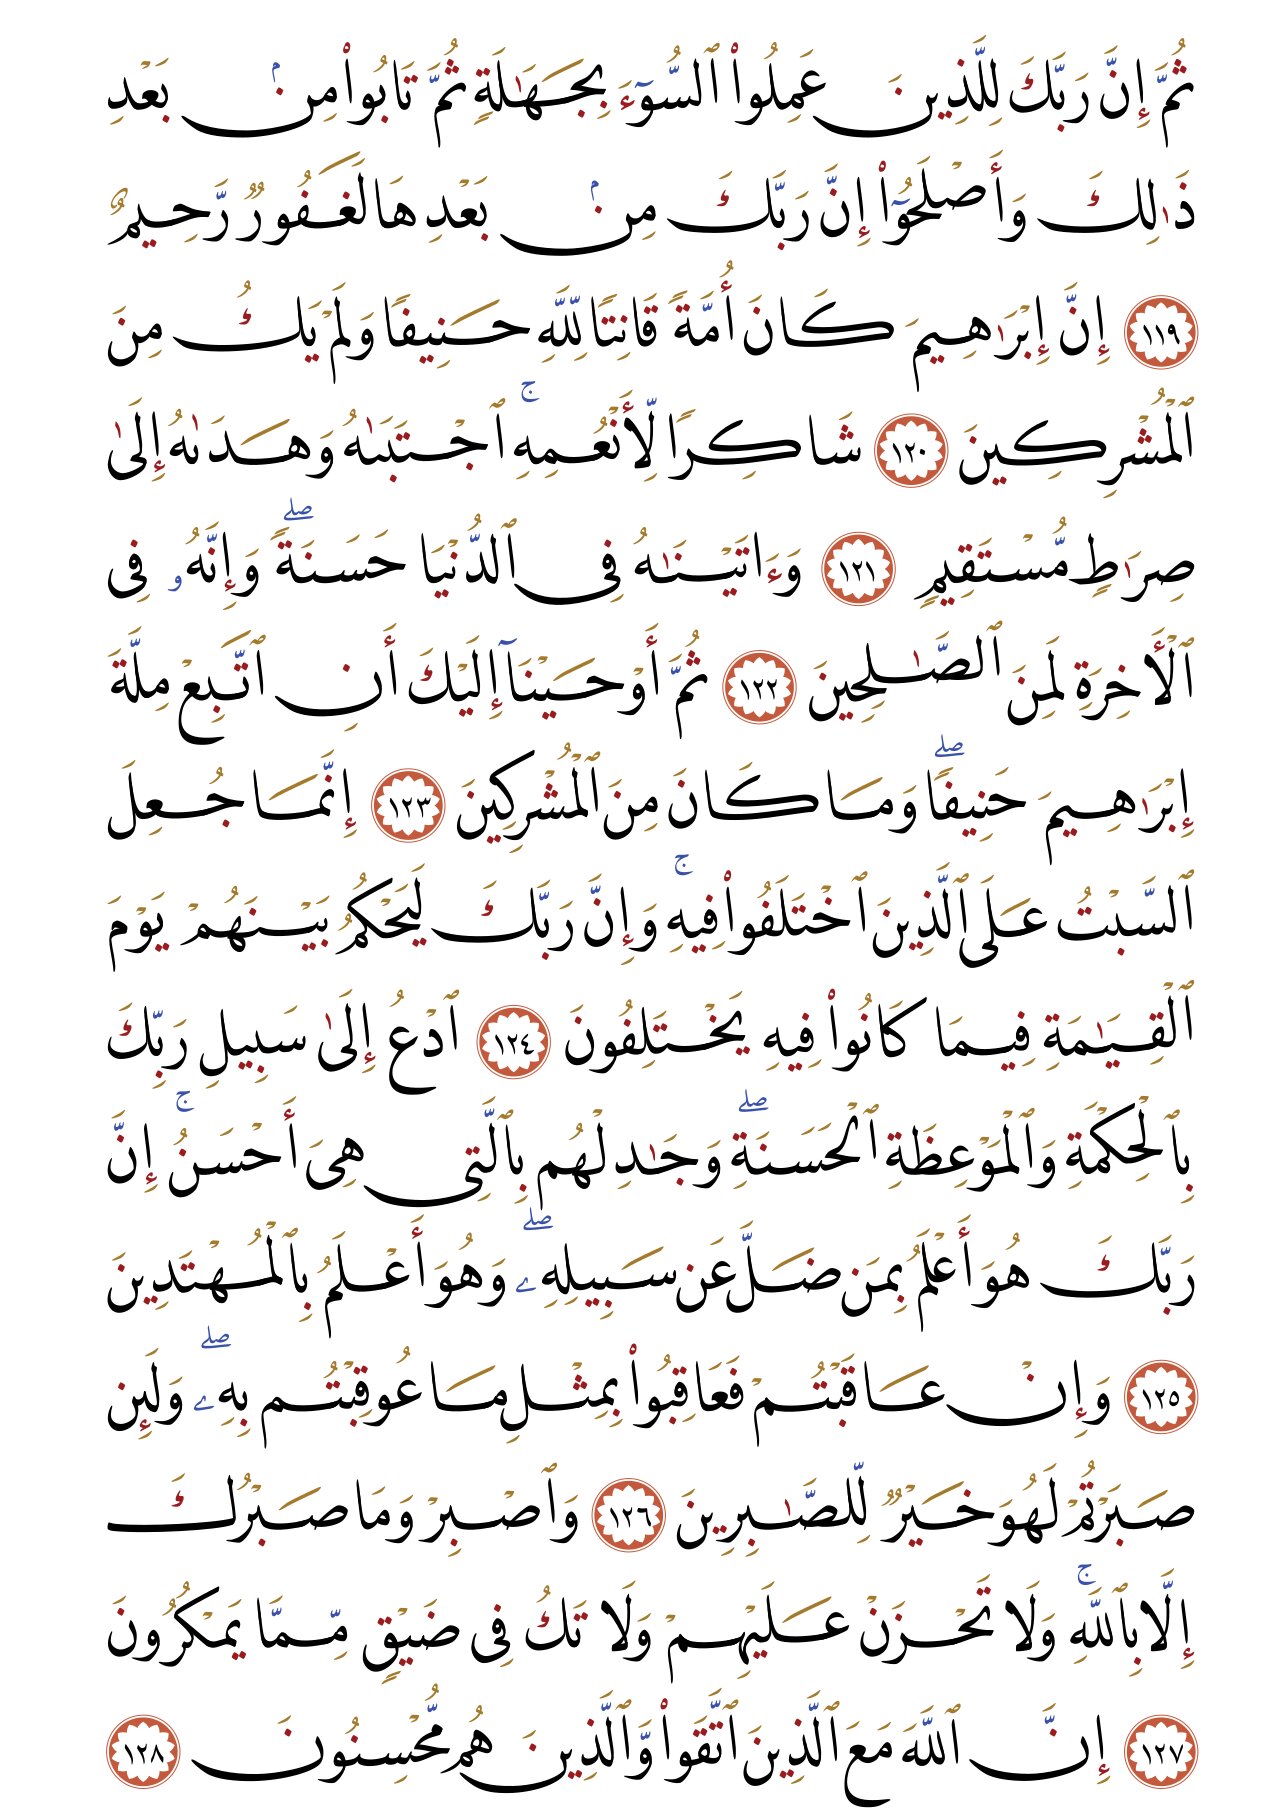 ثُمَّ إِنَّ رَبَّكَ لِلَّذِينَ عَمِلُوا۟ ٱلسُّوٓءَ بِجَهَـٰلَةٍ ثُمَّ تَابُوا۟ مِنۢ بَعْدِ
ذَٰلِكَ وَأَصْلَحُوٓا۟ إِنَّ رَبَّكَ مِنۢ بَعْدِهَا لَغَفُورٌ رَّحِيمٌ
١١٩ إِنَّ إِبْرَٰهِيمَ كَانَ أُمَّةً قَانِتًا لِّلَّهِ حَنِيفًا وَلَمْ يَكُ مِنَ
ٱلْمُشْرِكِينَ ١٢٠ شَاكِرًا لِّأَنْعُمِهِ ۚ ٱجْتَبَىٰهُ وَهَدَىٰهُ إِلَىٰ
صِرَٰطٍ مُّسْتَقِيمٍ ١٢١ وَءَاتَيْنَـٰهُ فِى ٱلدُّنْيَا حَسَنَةً ۖ وَإِنَّهُۥ فِى
ٱلْأَخِرَةِ لَمِنَ ٱلصَّـٰلِحِينَ ١٢٢ ثُمَّ أَوْحَيْنَآ إِلَيْكَ أَنِ ٱتَّبِعْ مِلَّةَ
إِبْرَٰهِيمَ حَنِيفًا ۖ وَمَا كَانَ مِنَ ٱلْمُشْرِكِينَ ١٢٣ إِنَّمَا جُعِلَ
ٱلسَّبْتُ عَلَى ٱلَّذِينَ ٱخْتَلَفُوا۟ فِيهِ ۚ وَإِنَّ رَبَّكَ لَيَحْكُمُ بَيْنَهُمْ يَوْمَ
ٱلْقِيَـٰمَةِ فِيمَا كَانُوا۟ فِيهِ يَخْتَلِفُونَ ١٢٤ ٱدْعُ إِلَىٰ سَبِيلِ رَبِّكَ
بِٱلْحِكْمَةِ وَٱلْمَوْعِظَةِ ٱلْحَسَنَةِ ۖ وَجَـٰدِلْهُم بِٱلَّتِى هِىَ أَحْسَنُ ۚ إِنَّ
رَبَّكَ هُوَ أَعْلَمُ بِمَن ضَلَّ عَن سَبِيلِهِۦ ۖ وَهُوَ أَعْلَمُ بِٱلْمُهْتَدِينَ
١٢٥ وَإِنْ عَاقَبْتُمْ فَعَاقِبُوا۟ بِمِثْلِ مَا عُوقِبْتُم بِهِۦ ۖ وَلَئِن
صَبَرْتُمْ لَهُوَ خَيْرٌ لِّلصَّـٰبِرِينَ ١٢٦ وَٱصْبِرْ وَمَا صَبْرُكَ
إِلَّا بِٱللَّهِ ۚ وَلَا تَحْزَنْ عَلَيْهِمْ وَلَا تَكُ فِى ضَيْقٍ مِّمَّا يَمْكُرُونَ
١٢٧ إِنَّ ٱللَّهَ مَعَ ٱلَّذِينَ ٱتَّقَوا۟ وَّٱلَّذِينَ هُم مُّحْسِنُونَ ١٢٨